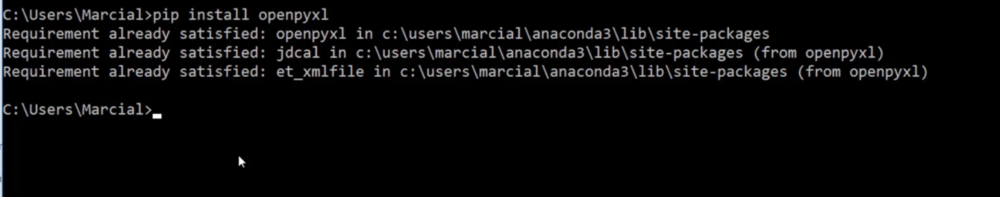 C:\Users\Marcial>pip install openpyxl
Requirement already satisfied: openpyxl in c:\users\marcial\anaconda3\lib\site-packages
Requirement already satisfied: jdcal in c:\users\marcial\anaconda3\lib\site-packages (from openpyxl)
Requirement already satisfied: et_xmlfile in c:\users\marcial\anaconda3\lib\site-packages (from openpyxl)
C:\Users\Marcial>